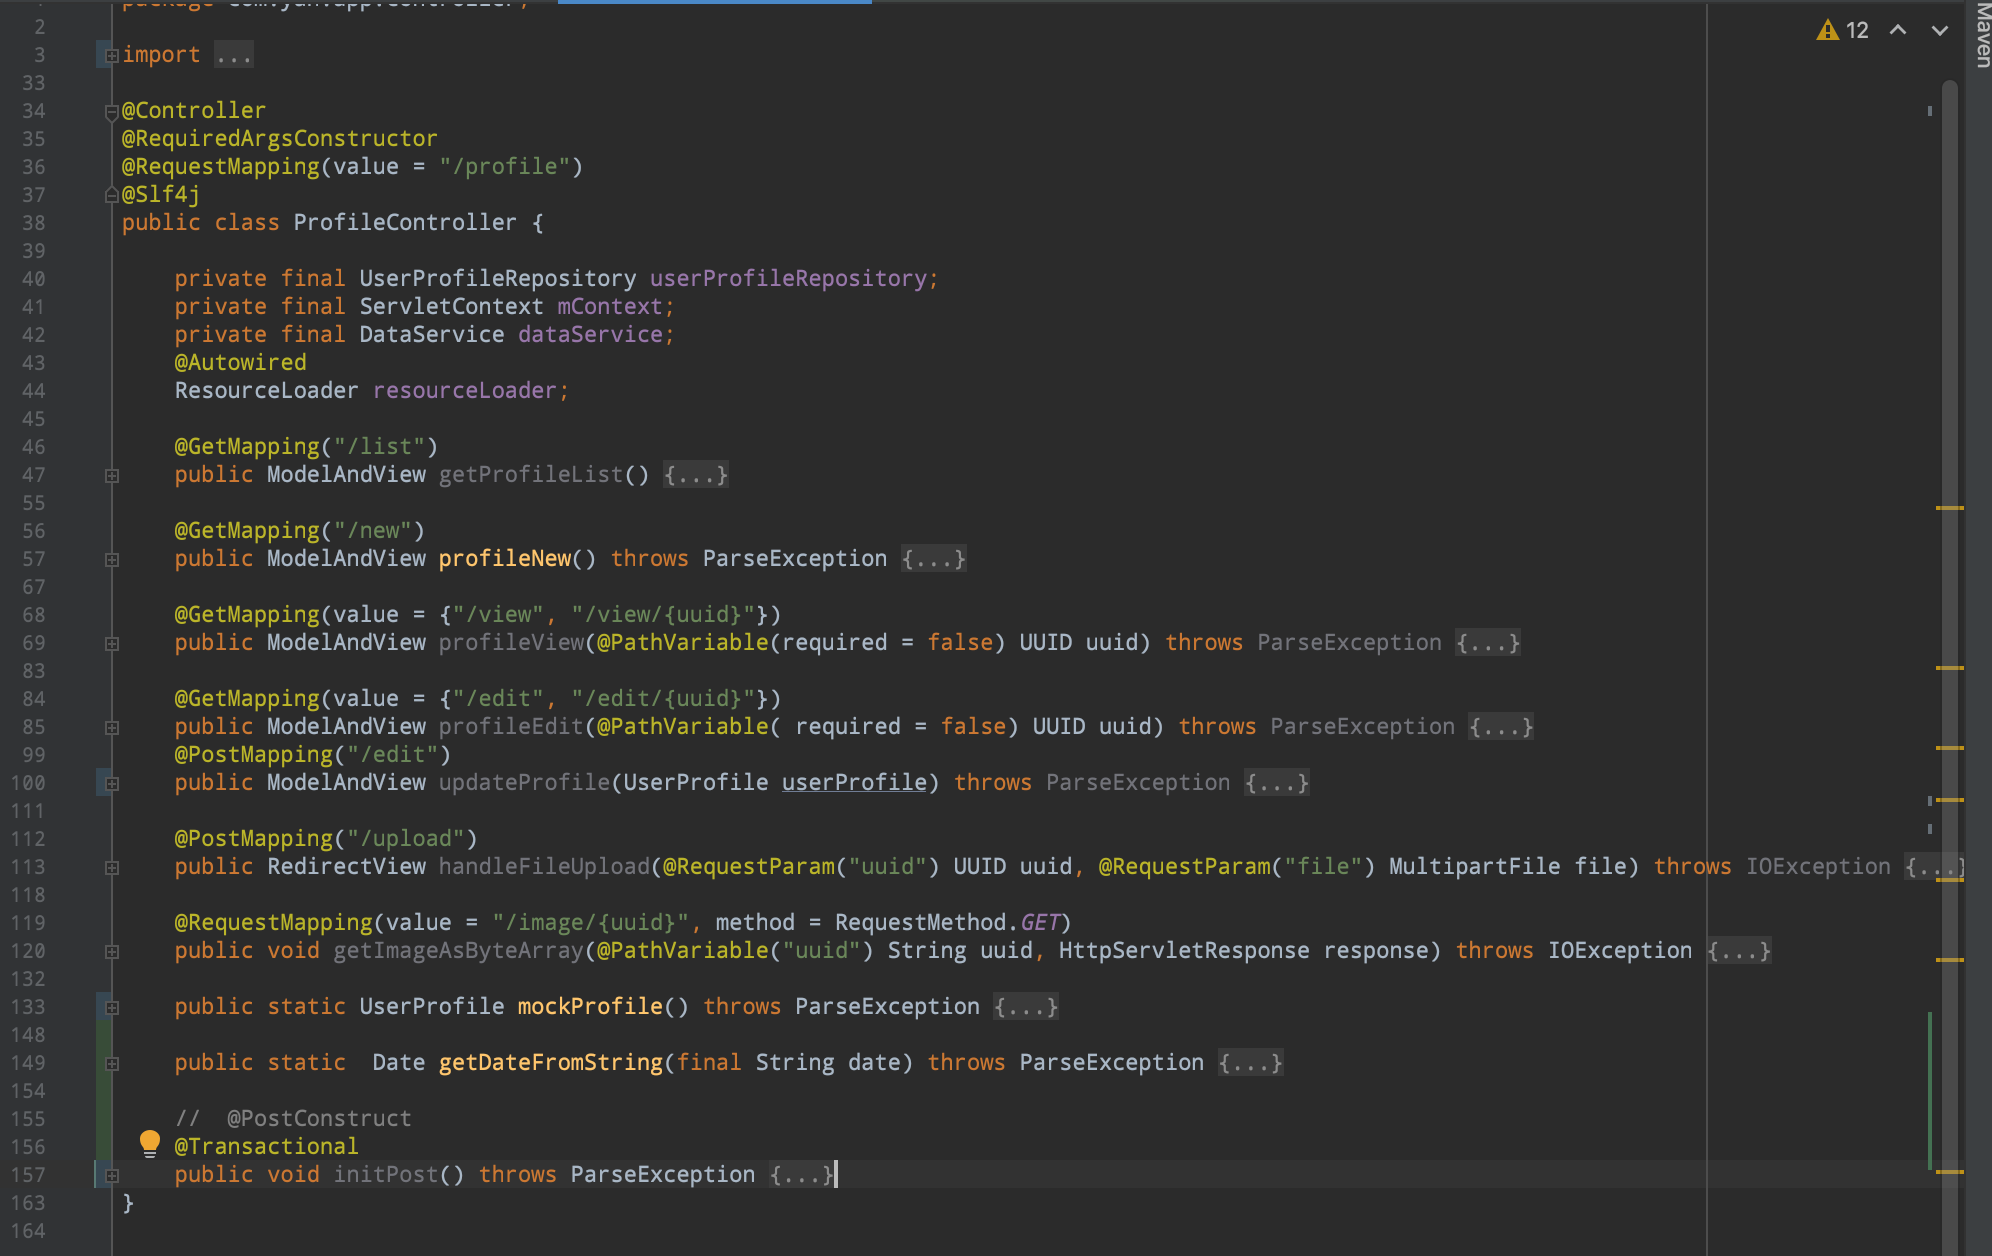 package
2
3 import ...
33
34 @Controller
35 @RequiredArgsConstructor
36 @RequestMapping(value = "/profile")
37 @Slf4j
38 public class ProfileController {
39
40 private final UserProfileRepository userProfileRepository;
41 private final ServletContext mContext;
42 private final DataService dataService;
43 @Autowired
44 ResourceLoader resourceLoader;
45
46 @GetMapping("/list")
47 public ModelAndView getProfileList() {...}
55
56 @GetMapping("/new")
57 public ModelAndView profileNew() throws ParseException {...}
67
68 @GetMapping(value = {"/view", "/view/{uuid}"})
69 public ModelAndView profileView(@PathVariable(required = false) UUID uuid) throws ParseException {...}
83
84 @GetMapping(value = {"/edit", "/edit/{uuid}"})
85 public ModelAndView profileEdit(@PathVariable( required = false) UUID uuid) throws ParseException {...}
99 @PostMapping("/edit")
100 public ModelAndView updateProfile(UserProfile userProfile) throws ParseException {...}
111
112 @PostMapping("/upload")
113 public RedirectView handleFileUpload(@RequestParam("uuid") UUID uuid, @RequestParam("file") MultipartFile file) throws IOException {...}
118
119 @RequestMapping(value = "/image/{uuid}", method = RequestMethod.GET)
120 public void getImageAsByteArray(@PathVariable("uuid") String uuid, HttpServletResponse response) throws IOException {...}
132
133 public static UserProfile mockProfile() throws ParseException {...}
148
149 public static  Date getDateFromString(final String date) throws ParseException {...}
154
155 //  @PostConstruct
156 @Transactional
157 public void initPost() throws ParseException {...}
163 }
164
12
Maven